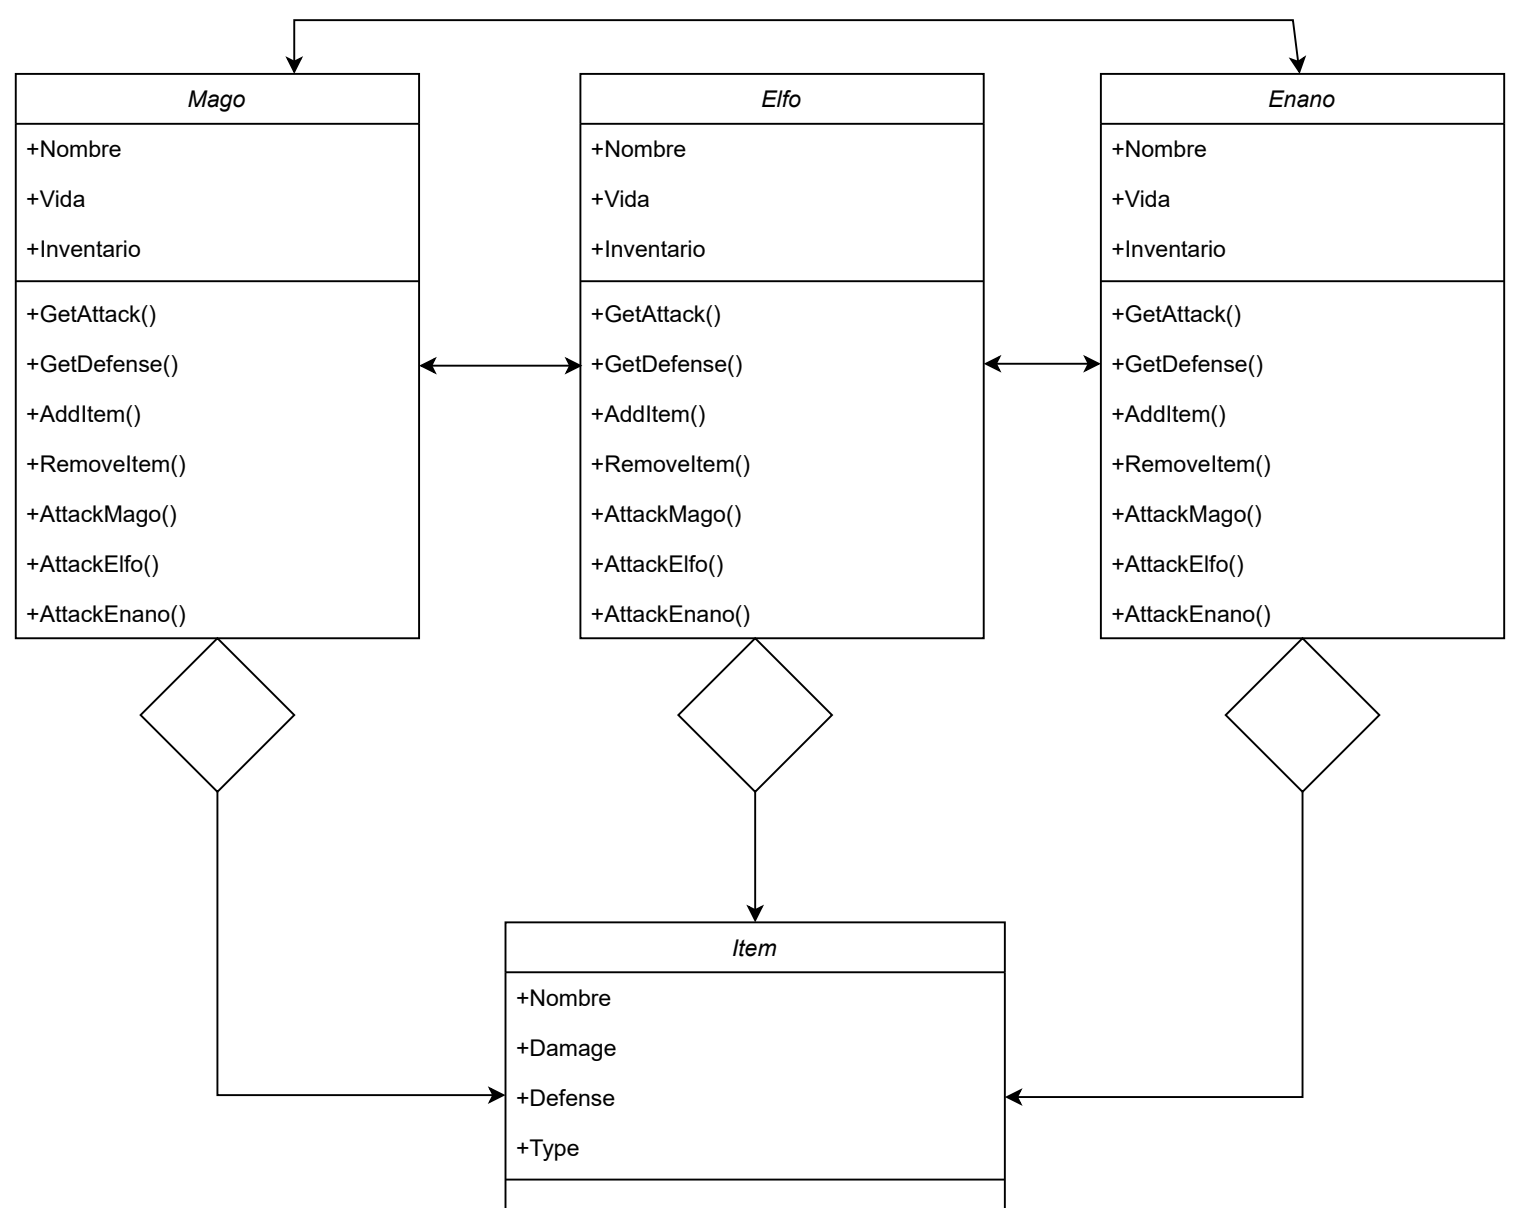 Mago
+Nombre
+Vida
+Inventario
+GetAttack()
+GetDefense()
+AddItem()
+RemoveItem()
+AttackMago()
+AttackElfo()
+AttackEnano()
Elfo
+Nombre
+Vida
+Inventario
+GetAttack()
+GetDefense()
+AddItem()
+RemoveItem()
+AttackMago()
+AttackElfo()
+AttackEnano()
Enano
+Nombre
+Vida
+Inventario
+GetAttack()
+GetDefense()
+AddItem()
+RemoveItem()
+AttackMago()
+AttackElfo()
+AttackEnano()
Item
+Nombre
+Damage
+Defense
+Type